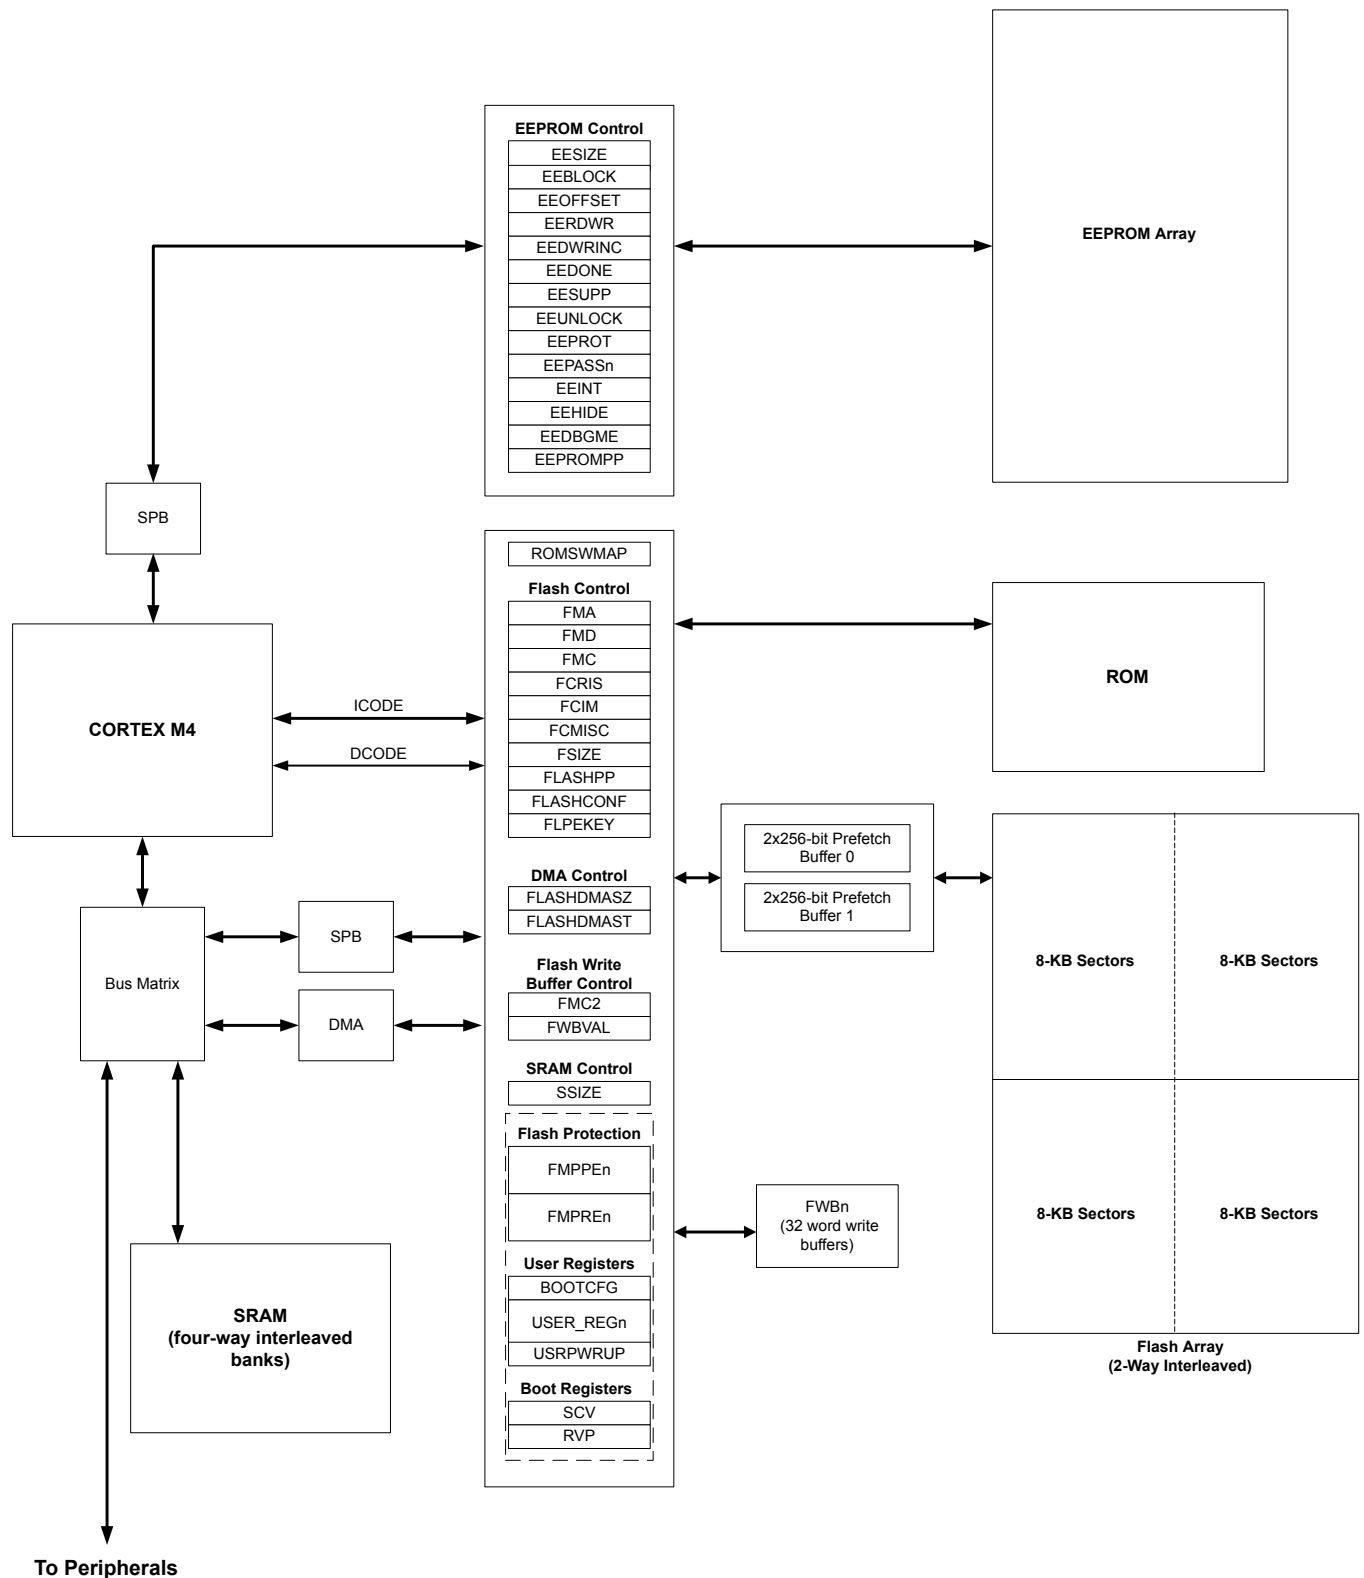 EEPROM Control
EESIZE
EEBLOCK
EEOFFSET
EERDWR
EEDWRINC
EEDONE
EESUPP
EEUNLOCK
EEPROT
EEPASSn
EEINT
EEHIDE
EEDBGME
EEPROMPP
EEPROM Array
SPB
CORTEX M4
ICODE
DCODE
ROMSWMAP
Flash Control
FMA
FMD
FMC
FCRIS
FCIM
FCMISC
FSIZE
FLASHPP
FLASHCONF
FLPEKEY
DMA Control
FLASHDMASZ
FLASHDMAST
Flash Write
Buffer Control
FMC2
FWBVAL
SRAM Control
SSIZE
Flash Protection
FMPPEn
FMPREn
User Registers
BOOTCFG
USER_REGn
USRPWRUP
Boot Registers
SCV
RVP
ROM
2x256-bit Prefetch
Buffer 0
2x256-bit Prefetch
Buffer 1
8-KB Sectors
8-KB Sectors
8-KB Sectors
8-KB Sectors
Flash Array
(2-Way Interleaved)
FWBn
(32 word write
buffers)
Bus Matrix
SPB
DMA
SRAM
(four-way interleaved
banks)
To Peripherals